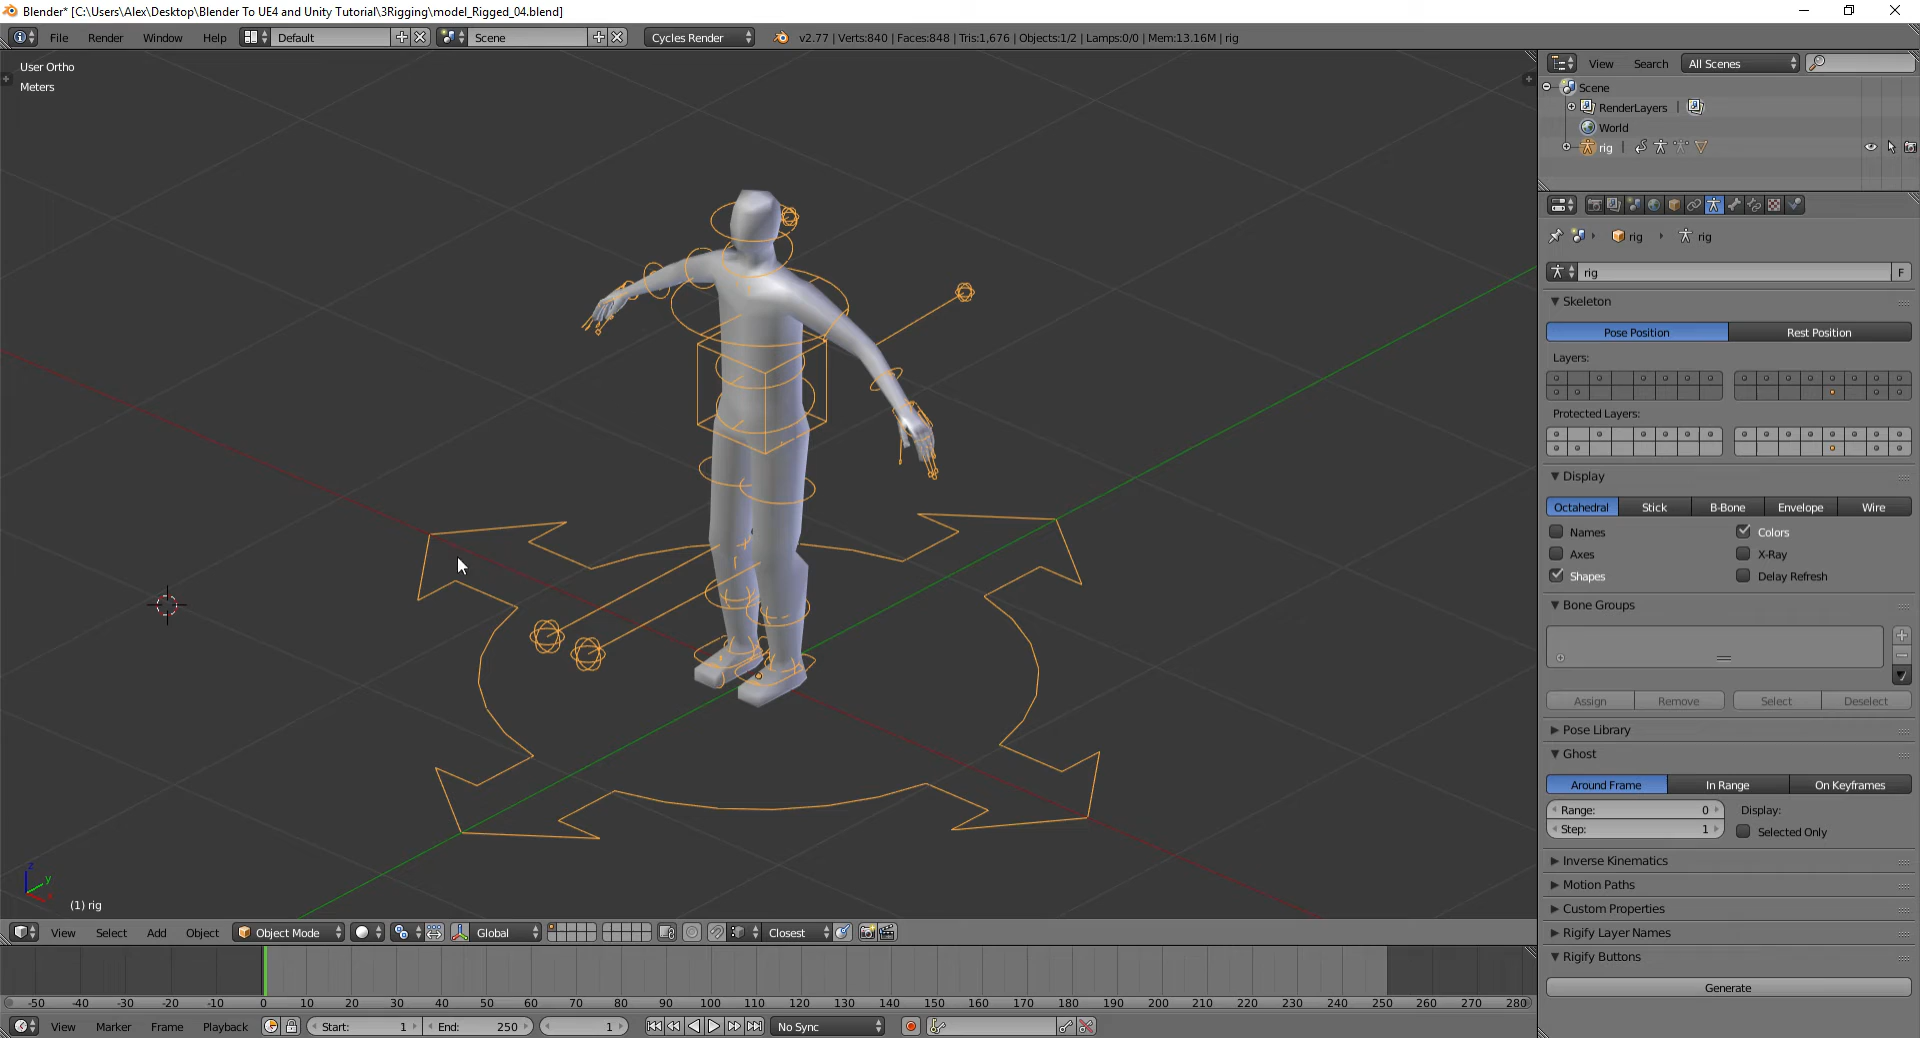 Blender* [C:\Users\Alex\Desktop\Blender To UE4 and Unity Tutorial\3Rigging\model_Rigged_04.blend]
File Render Window Help Default Scene Cycles Render v2.77 | Verts:840 | Faces:848 | Tris:1,676 | Objects:1/2 | Lamps:0/0 | Mem:13.16M | rig
User Ortho
Meters
View Search All Scenes
Scene
RenderLayers |
World
rig |
rig rig
rig F
Skeleton
Pose Position Rest Position
Layers:
Protected Layers:
Display
Octahedral Stick B-Bone Envelope Wire
Names Colors
Axes X-Ray
Shapes Delay Refresh
Bone Groups
Assign Remove Select Deselect
Pose Library
Ghost
Around Frame In Range On Keyframes
Range: 0 Display:
Step: 1 Selected Only
Inverse Kinematics
Motion Paths
Custom Properties
Rigify Layer Names
Rigify Buttons
Generate
z
y
(1) rig
View Select Add Object Object Mode Global Closest
-50 -40 -30 -20 -10 0 10 20 30 40 50 60 70 80 90 100 110 120 130 140 150 160 170 180 190 200 210 220 230 240 250 260 270 280
View Marker Frame Playback Start: 1 End: 250 1 No Sync